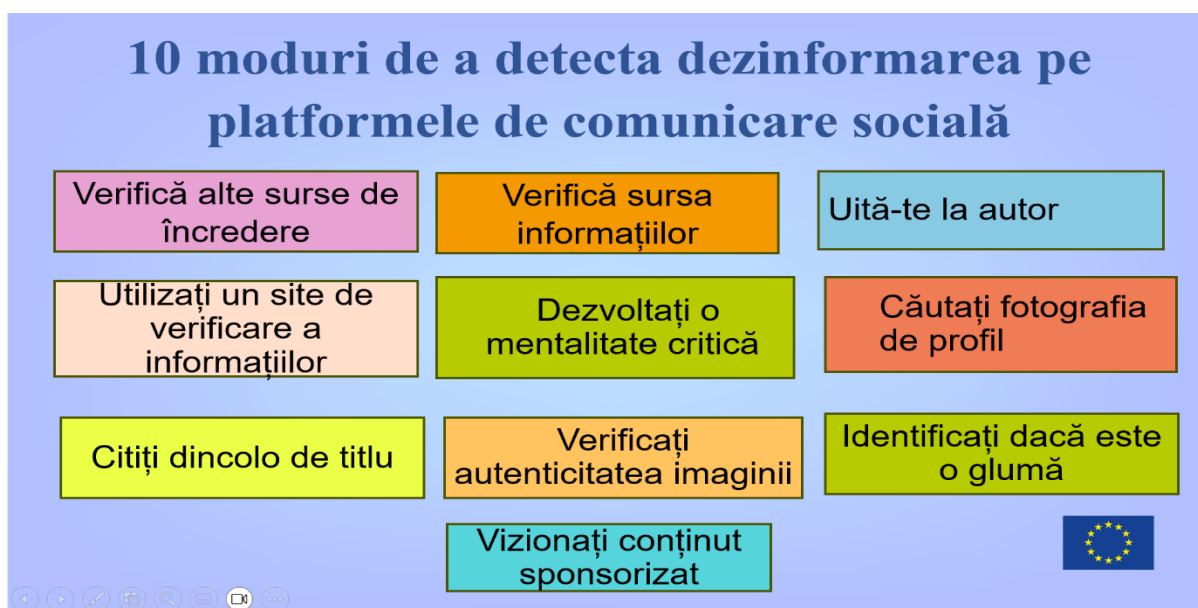 10 moduri de a detecta dezinformarea pe
platformele de comunicare socială
Verifică alte surse de
încredere
Verifică sursa
informațiilor
Uită-te la autor
Utilizați un site de
verificare a
informațiilor
Dezvoltați o
mentalitate critică
Căutați fotografia
de profil
Citiți dincolo de titlu
Verificați
autenticitatea imaginii
Identificați dacă este
o glumă
Vizionați conținut
sponsorizat